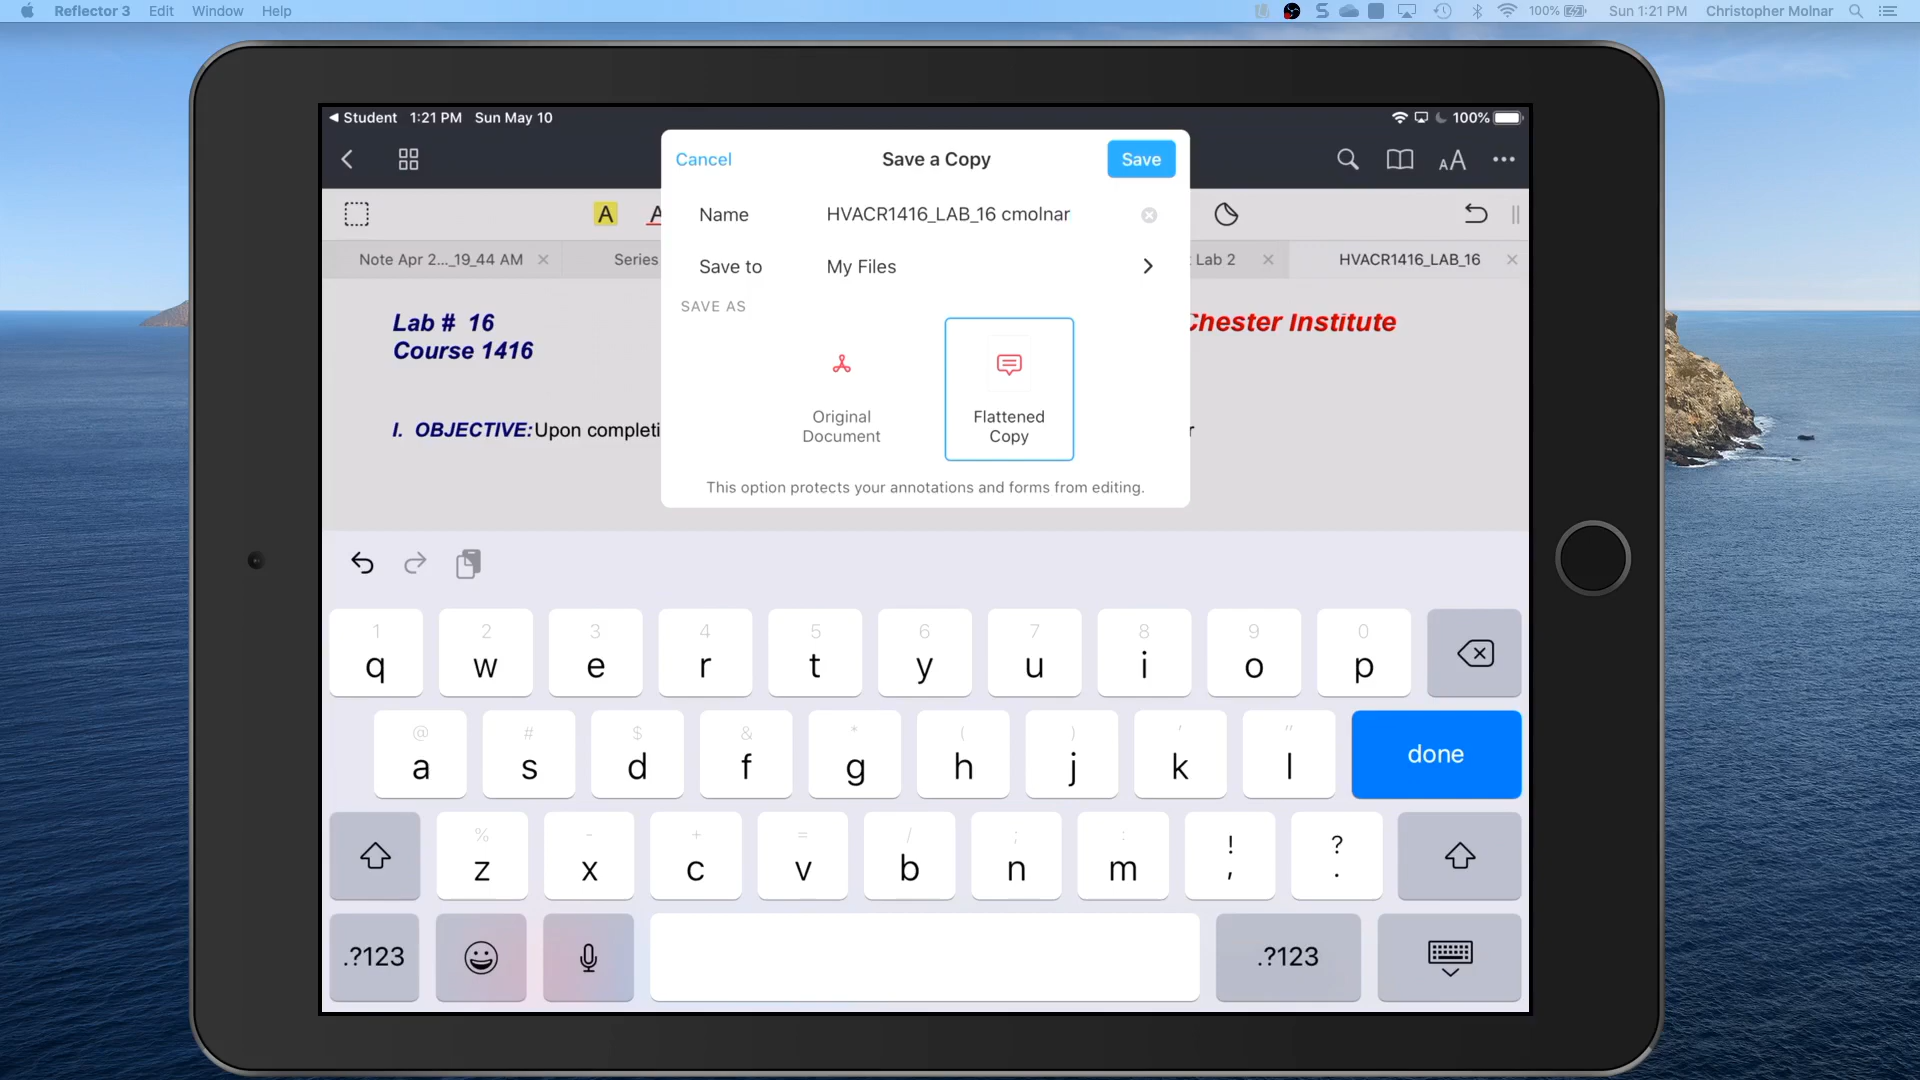 Reflector 3 Edit Window Help 100% Sun 1:21 PM Christopher Molnar
Student 1:21 PM Sun May 10 100%
Cancel Save a Copy Save
AA
A A Name HVACR1416_LAB_16 cmolnar
Note Apr 2..._19_44 AM Series Save to My Files Lab 2 HVACR1416_LAB_16
SAVE AS
Lab # 16 Chester Institute
Course 1416
Original Document
Flattened Copy
I. OBJECTIVE: Upon completi r
This option protects your annotations and forms from editing.
1 2 3 4 5 6 7 8 9 0
q w e r t y u i o p
@ # $ & * ( ) ' "
a s d f g h j k l done
% - + = / ; : ! ?
z x c v b n m , .
.?123 .?123